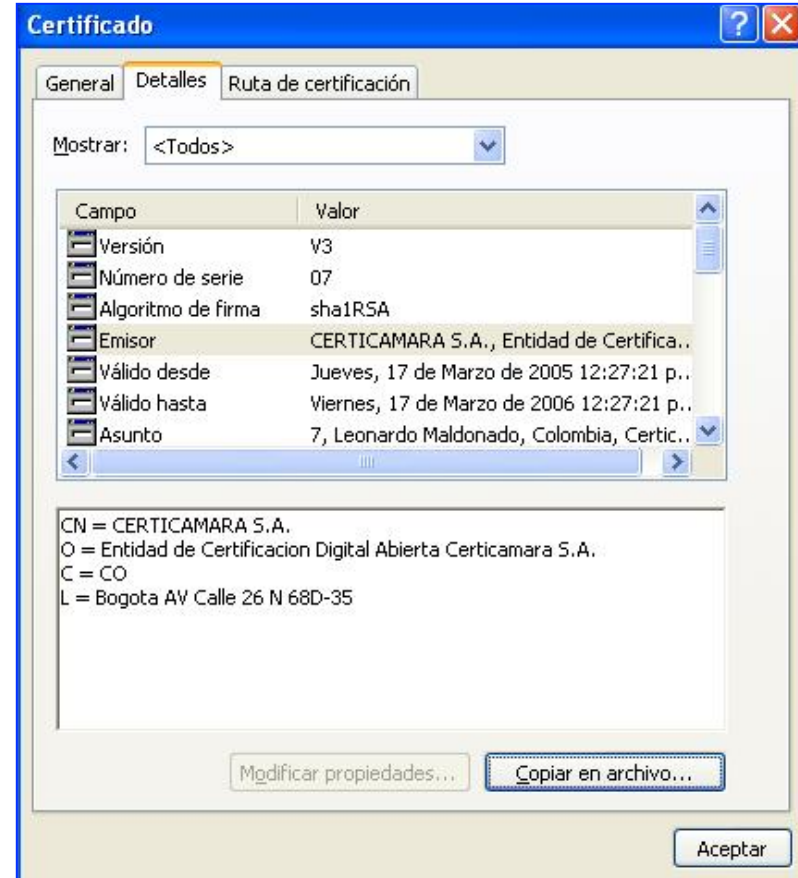 Certificado
General Detalles Ruta de certificación
Mostrar: <Todos>
Campo Valor
Versión V3
Número de serie 07
Algoritmo de firma sha1RSA
Emisor CERTICAMARA S.A., Entidad de Certifica..
Válido desde Jueves, 17 de Marzo de 2005 12:27:21 p..
Válido hasta Viernes, 17 de Marzo de 2006 12:27:21 p..
Asunto 7, Leonardo Maldonado, Colombia, Certic..
CN = CERTICAMARA S.A.
O = Entidad de Certificacion Digital Abierta Certicamara S.A.
C = CO
L = Bogota AV Calle 26 N 68D-35
Modificar propiedades... Copiar en archivo...
Aceptar